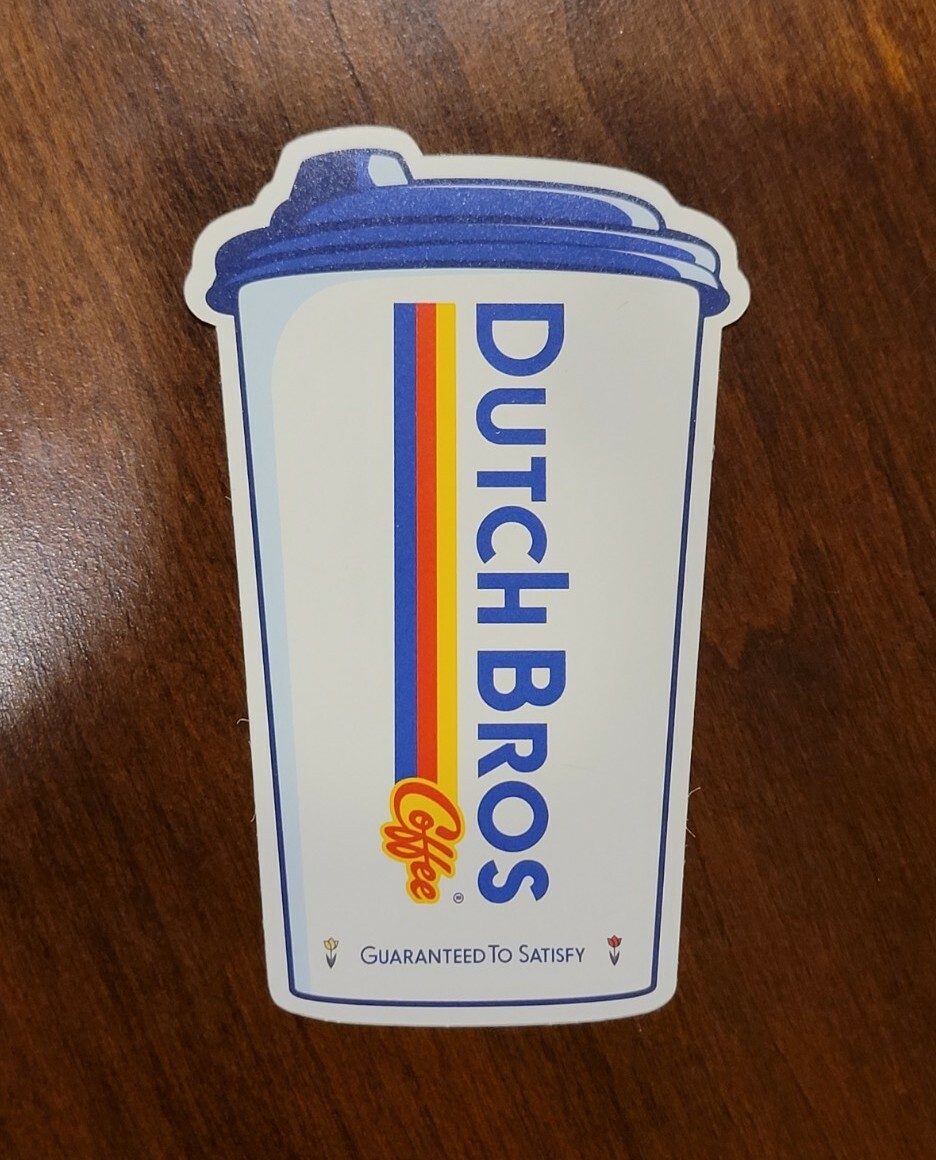 DUTCH BROS
Coffee ®
GUARANTEED TO SATISFY